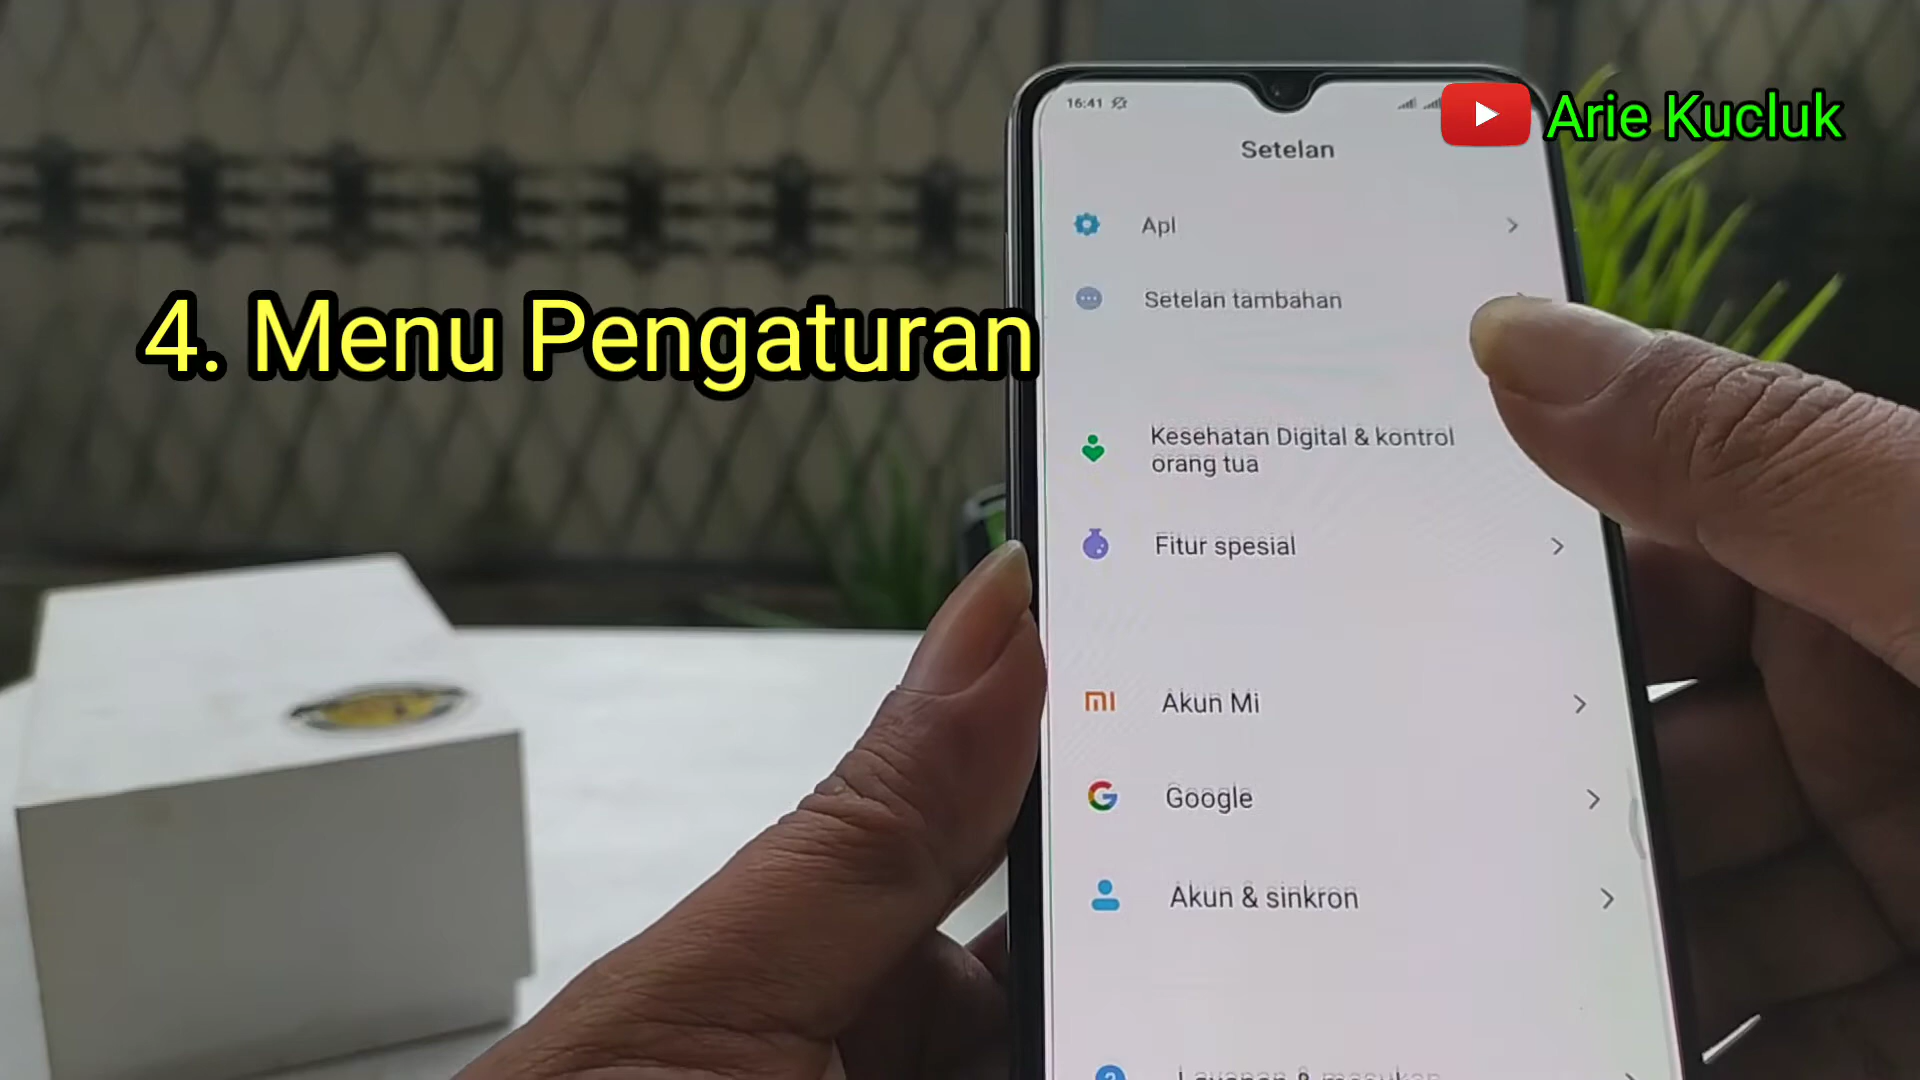 Arie Kucluk
16:41
Setelan
Apl
Setelan tambahan
4. Menu Pengaturan
Kesehatan Digital & kontrol
orang tua
Fitur spesial
Akun Mi
Google
Akun & sinkron